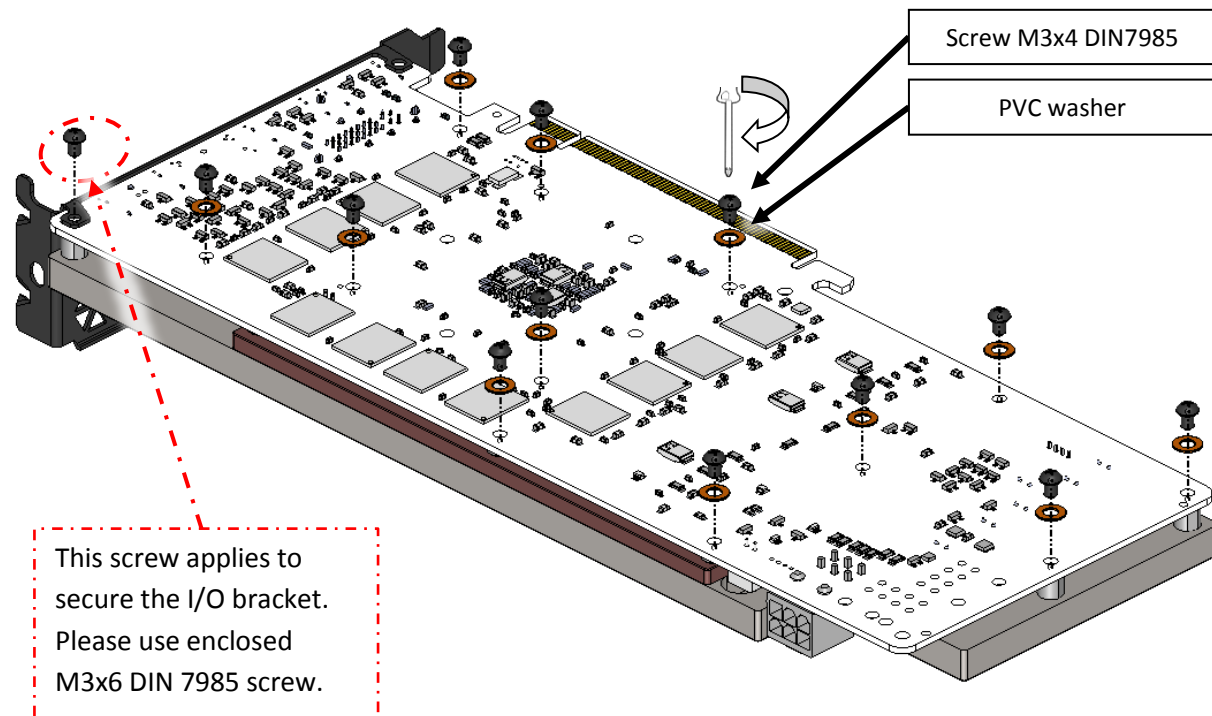 Screw M3x4 DIN7985
PVC washer
This screw applies to
secure the I/O bracket.
Please use enclosed
M3x6 DIN 7985 screw.